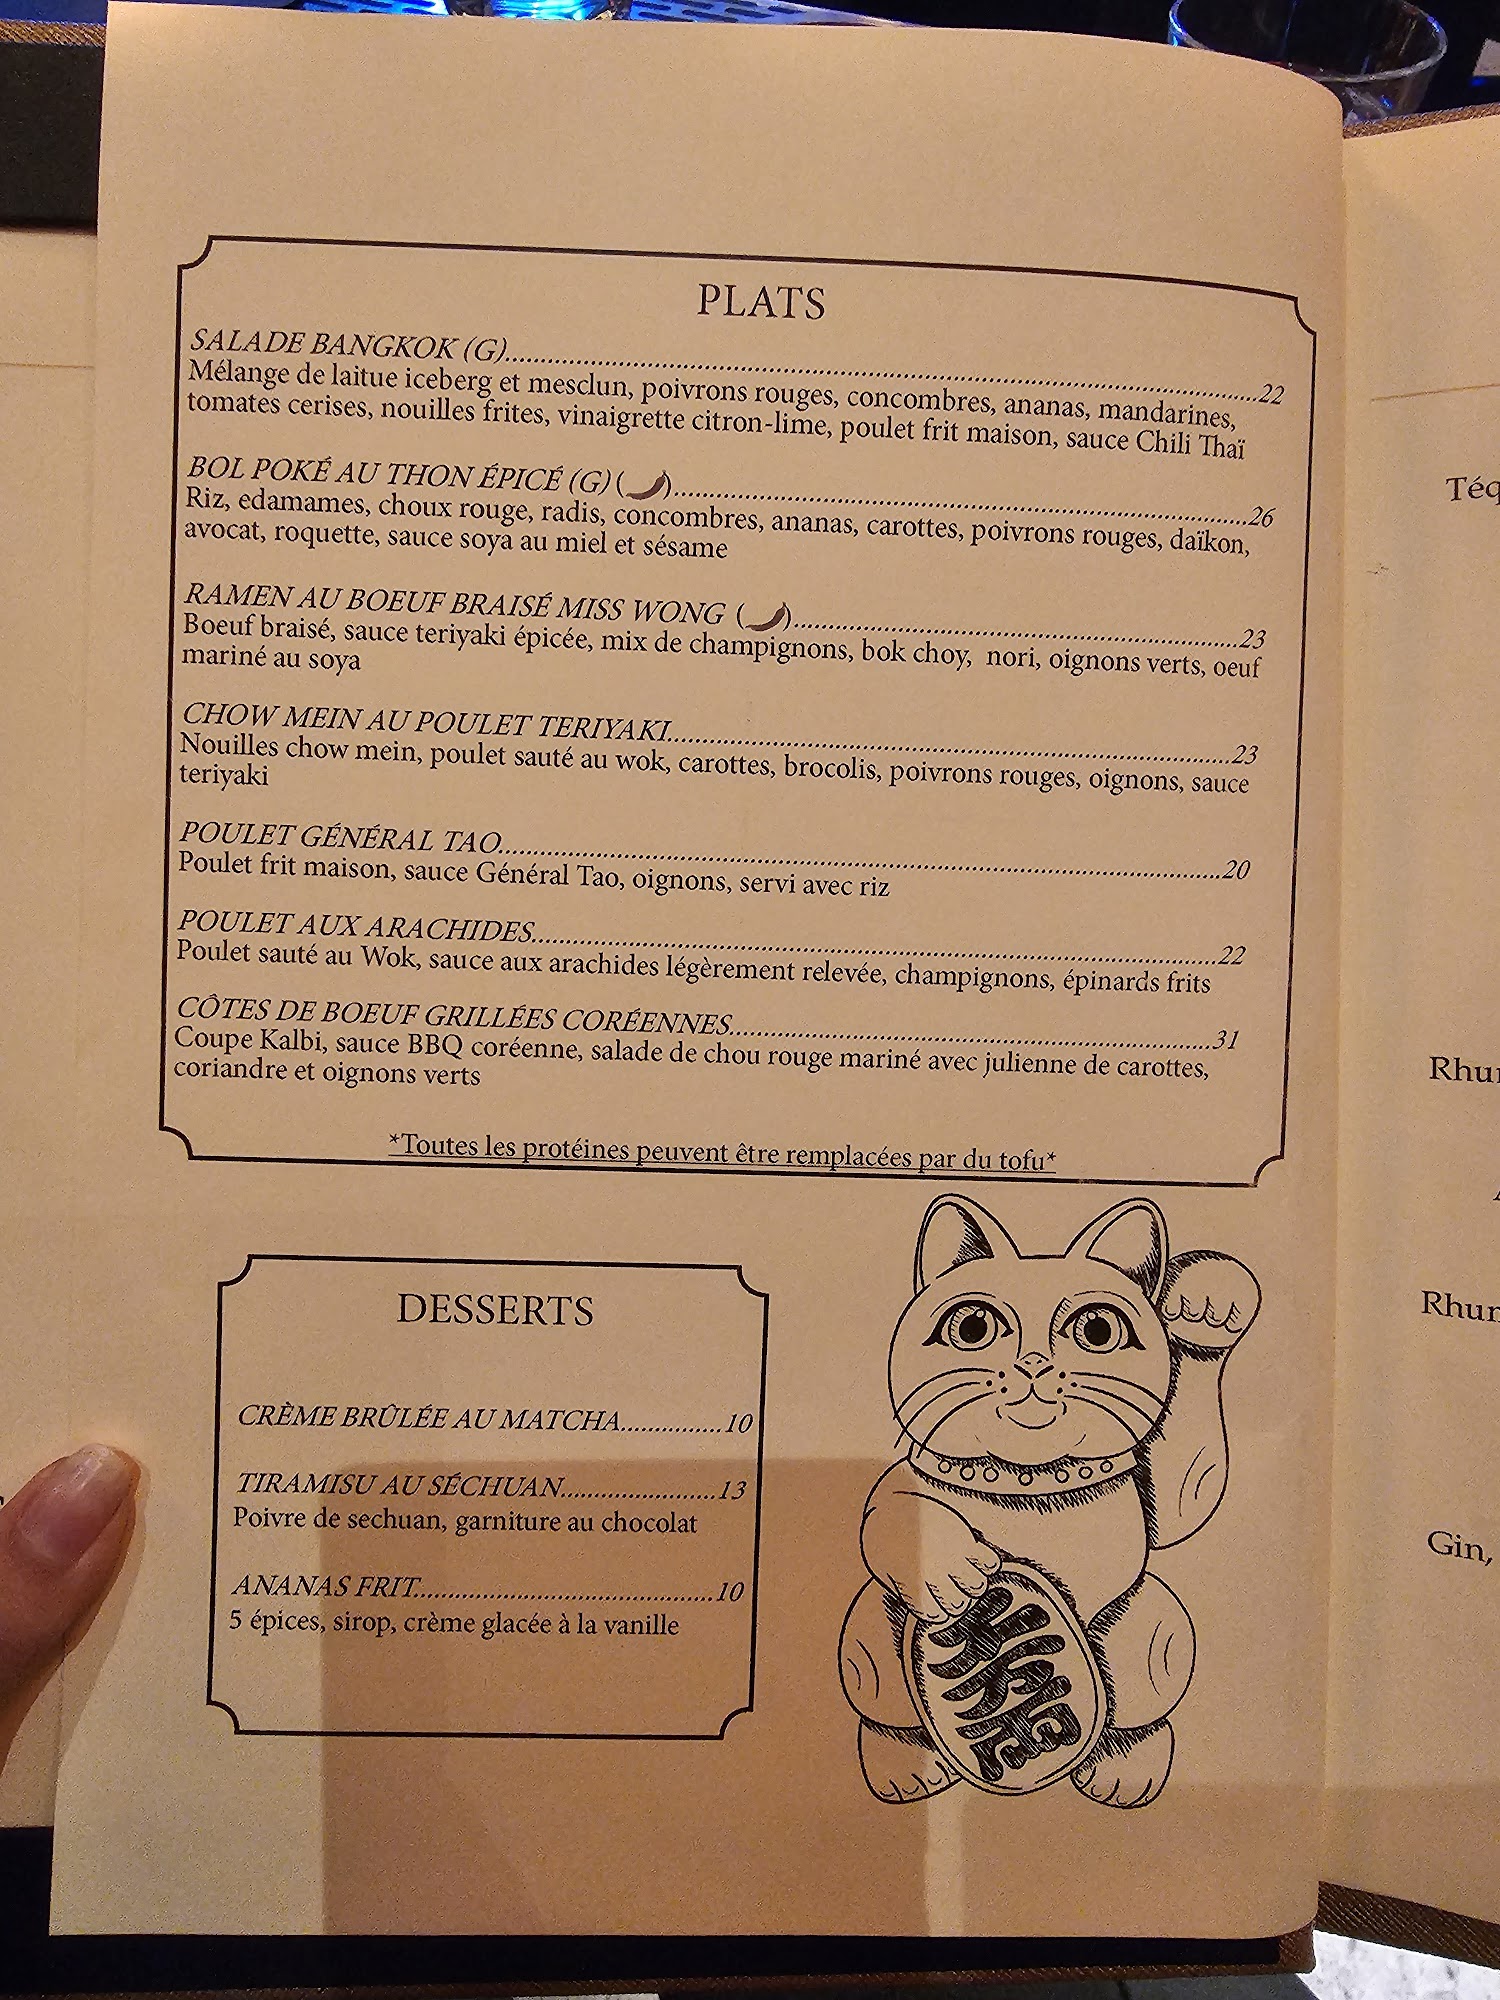 PLATS
SALADE BANGKOK (G)..........22
Mélange de laitue iceberg et mesclun, poivrons rouges, concombres, ananas, mandarines,
tomates cerises, nouilles frites, vinaigrette citron-lime, poulet frit maison, sauce Chili Thaï
BOL POKÉ AU THON ÉPICÉ (G) ( )..........26
Riz, edamames, choux rouge, radis, concombres, ananas, carottes, poivrons rouges, daïkon,
avocat, roquette, sauce soya au miel et sésame
RAMEN AU BOEUF BRAISÉ MISS WONG ( )..........23
Boeuf braisé, sauce teriyaki épicée, mix de champignons, bok choy, nori, oignons verts, oeuf
mariné au soya
CHOW MEIN AU POULET TERIYAKI..........23
Nouilles chow mein, poulet sauté au wok, carottes, brocolis, poivrons rouges, oignons, sauce
teriyaki
POULET GÉNÉRAL TAO..........20
Poulet frit maison, sauce Général Tao, oignons, servi avec riz
POULET AUX ARACHIDES..........22
Poulet sauté au Wok, sauce aux arachides légèrement relevée, champignons, épinards frits
CÔTES DE BOEUF GRILLÉES CORÉENNES..........31
Coupe Kalbi, sauce BBQ coréenne, salade de chou rouge mariné avec julienne de carottes,
coriandre et oignons verts
*Toutes les protéines peuvent être remplacées par du tofu*
DESSERTS
CRÈME BRÛLÉE AU MATCHA..........10
TIRAMISU AU SÉCHUAN..........13
Poivre de sechuan, garniture au chocolat
ANANAS FRIT..........10
5 épices, sirop, crème glacée à la vanille
Gin,